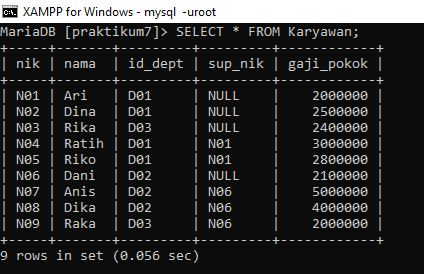 XAMPP for Windows - mysql -uroot
MariaDB [praktikum7]> SELECT * FROM Karyawan;
+-----+-------+---------+---------+------------+
| nik | nama  | id_dept | sup_nik | gaji_pokok |
+-----+-------+---------+---------+------------+
| N01 | Ari   | D01     | NULL    |    2000000 |
| N02 | Dina  | D01     | NULL    |    2500000 |
| N03 | Rika  | D03     | NULL    |    2400000 |
| N04 | Ratih | D01     | N01     |    3000000 |
| N05 | Riko  | D01     | N01     |    2800000 |
| N06 | Dani  | D02     | NULL    |    2100000 |
| N07 | Anis  | D02     | N06     |    5000000 |
| N08 | Dika  | D02     | N06     |    4000000 |
| N09 | Raka  | D03     | N06     |    2000000 |
+-----+-------+---------+---------+------------+
9 rows in set (0.056 sec)